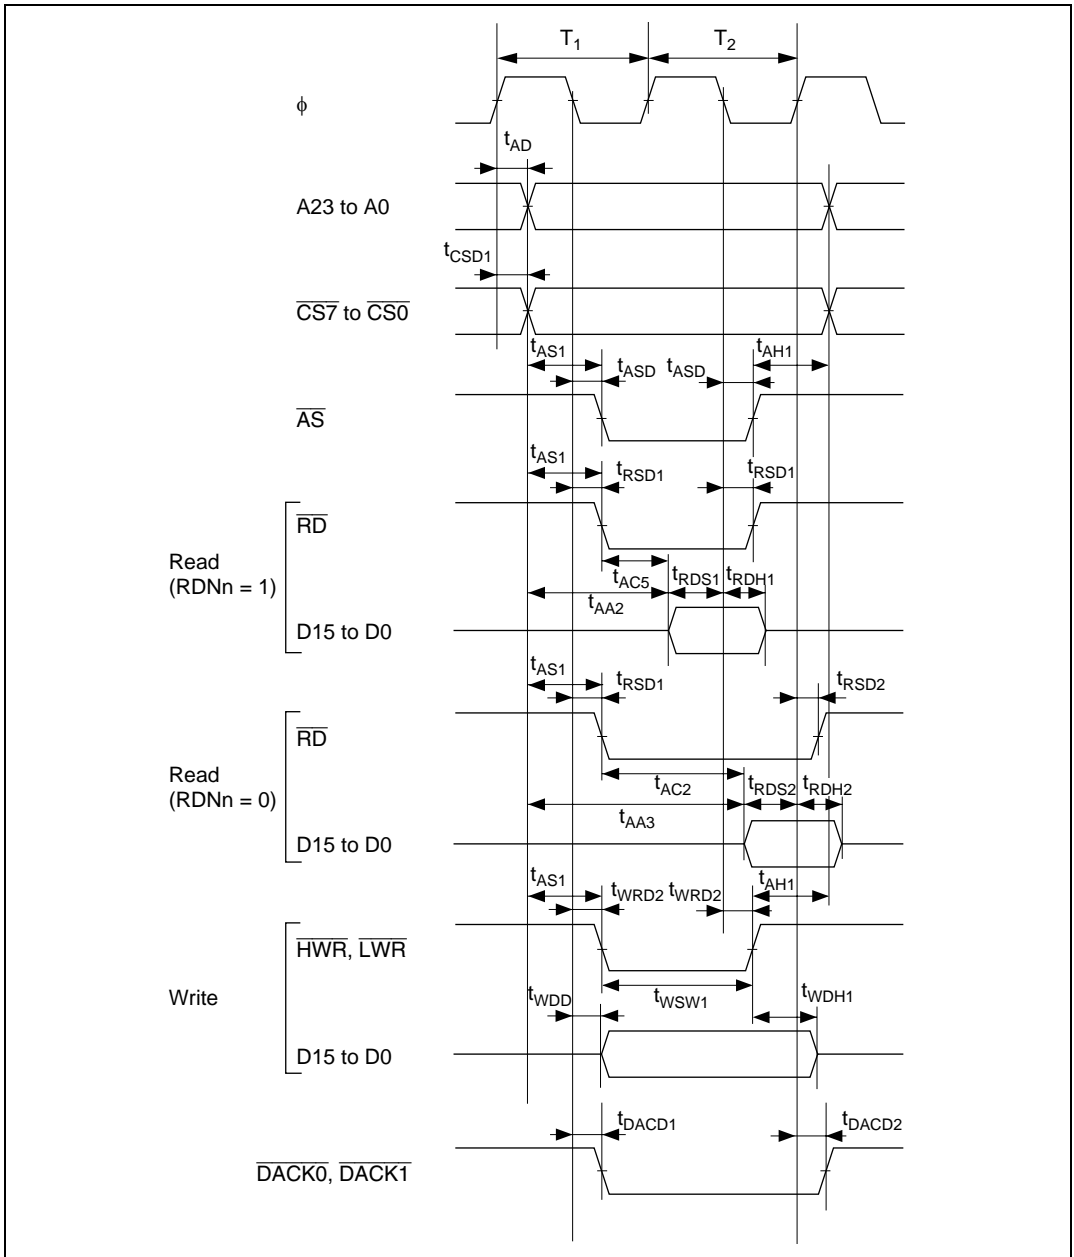 T1 T2
φ
tAD
A23 to A0
tCSD1
CS7 to CS0
tAS1 tASD tASD tAH1
AS
tAS1 tRSD1 tRSD1
RD
Read
(RDNn = 1)
tAC5 tRDS1 tRDH1
tAA2
D15 to D0
tAS1 tRSD1 tRSD2
RD
Read
(RDNn = 0)
tAC2 tRDS2 tRDH2
tAA3
D15 to D0
tAS1 tWRD2 tWRD2 tAH1
HWR, LWR
Write
tWDD tWSW1 tWDH1
D15 to D0
tDACD1 tDACD2
DACK0, DACK1